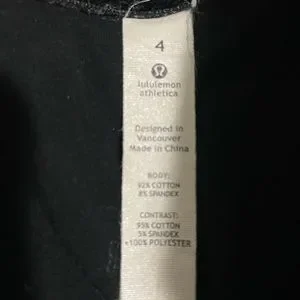 4
lululemon
athletica
Designed in
Vancouver
Made in China
BODY:
92% COTTON
8% SPANDEX
CONTRAST:
95% COTTON
5% SPANDEX
+100% POLYESTER